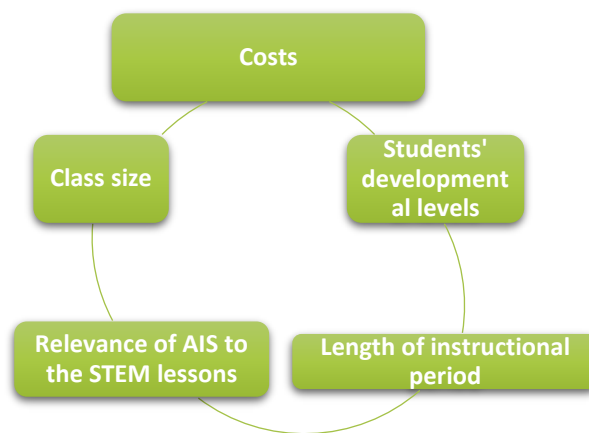 Costs
Class size
Students'
development
al levels
Relevance of AIS to
the STEM lessons
Length of instructional
period